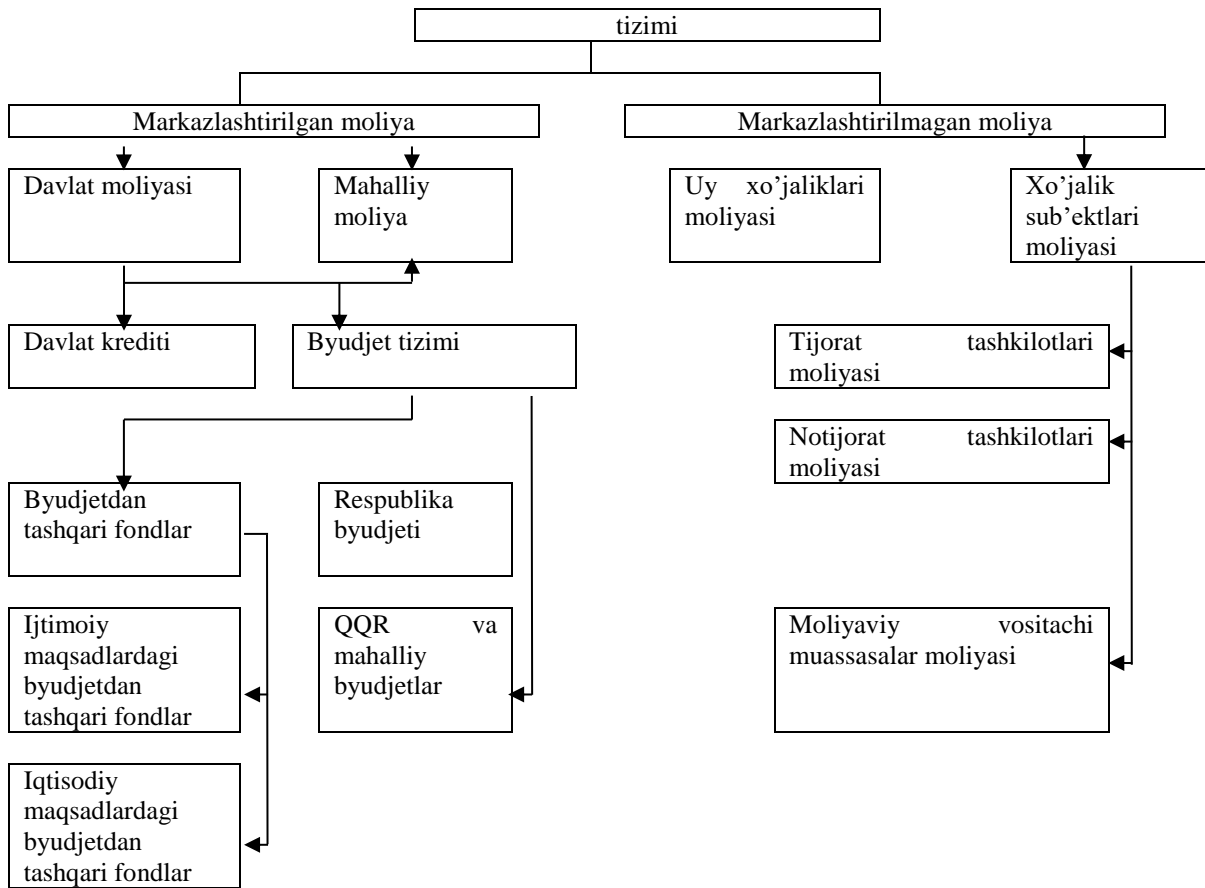 tizimi
Markazlashtirilgan moliya
Markazlashtirilmagan moliya
Davlat moliyasi
Mahalliy
moliya
Uy xo’jaliklari
moliyasi
Xo’jalik
sub’ektlari
moliyasi
Davlat krediti
Byudjet tizimi
Tijorat tashkilotlari
moliyasi
Notijorat tashkilotlari
moliyasi
Byudjetdan
tashqari fondlar
Respublika
byudjeti
Ijtimoiy
maqsadlardagi
byudjetdan
tashqari fondlar
QQR va
mahalliy
byudjetlar
Moliyaviy vositachi
muassasalar moliyasi
Iqtisodiy
maqsadlardagi
byudjetdan
tashqari fondlar